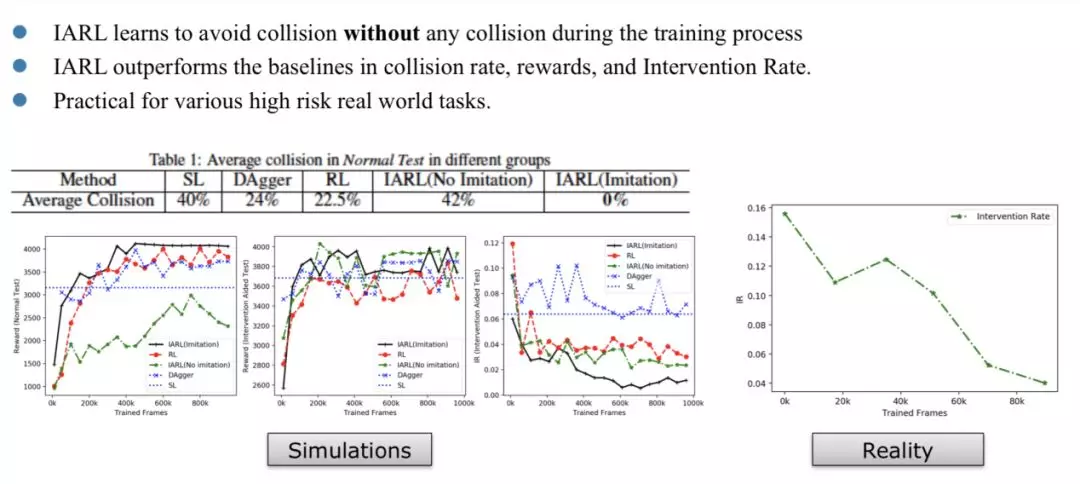 IARL learns to avoid collision without any collision during the training process
IARL outperforms the baselines in collision rate, rewards, and Intervention Rate.
Practical for various high risk real world tasks.
Table 1: Average collision in Normal Test in different groups
Method SL DAgger RL IARL(No Imitation) IARL(Imitation)
Average Collision 40% 24% 22.5% 42% 0%
Reward (Normal Test)
4000
3500
3000
2500
2000
1500
1000
IARL(Imitation)
RL
IARL(No imitation)
DAgger
SL
0k 200k 400k 600k 800k
Trained Frames
Reward (Intervention Aided Test)
4000
3800
3600
3400
3200
3000
2800
2600
IARL(Imitation)
RL
IARL(No imitation)
DAgger
SL
0k 200k 400k 600k 800k 1000k
Trained Frames
IR (Intervention Aided Test)
0.12
0.10
0.08
0.06
0.04
0.02
0.00
IARL(Imitation)
RL
IARL(No imitation)
DAgger
SL
0k 200k 400k 600k 800k 1000k
Trained Frames
Simulations
IR
0.16
0.14
0.12
0.10
0.08
0.06
0.04
Intervention Rate
0k 20k 40k 60k 80k
Trained Frames
Reality